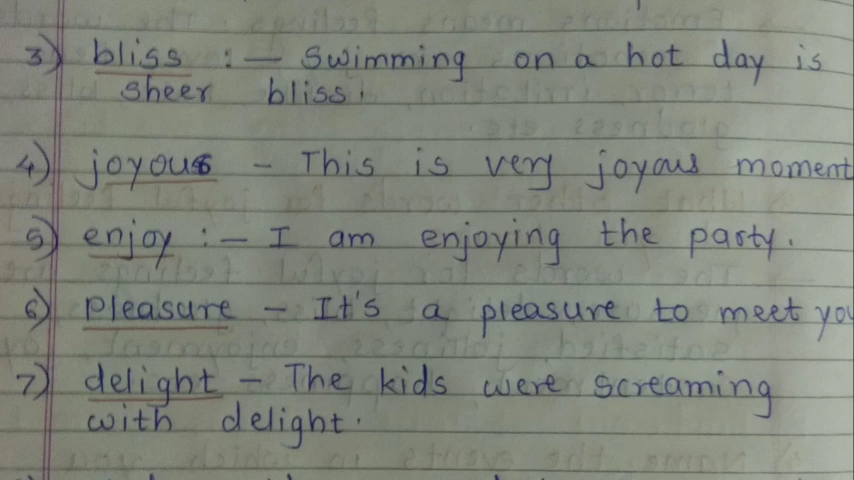 3) bliss :- Swimming on a hot day is
sheer bliss.
4) joyous - This is very joyous moment
5) enjoy :- I am enjoying the party.
6) pleasure - It's a pleasure to meet you
7) delight - The kids were screaming
with delight.